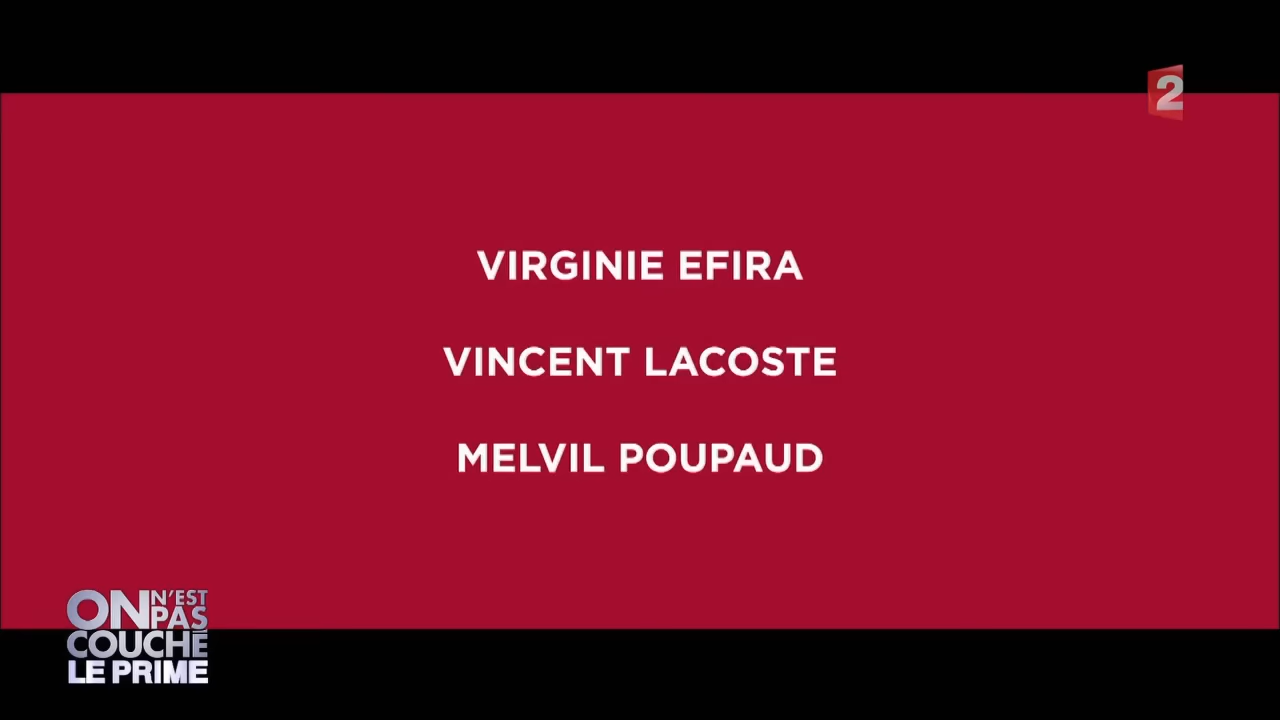 2
VIRGINIE EFIRA
VINCENT LACOSTE
MELVIL POUPAUD
ON N'EST
PAS
COUCHÉ
LE PRIME